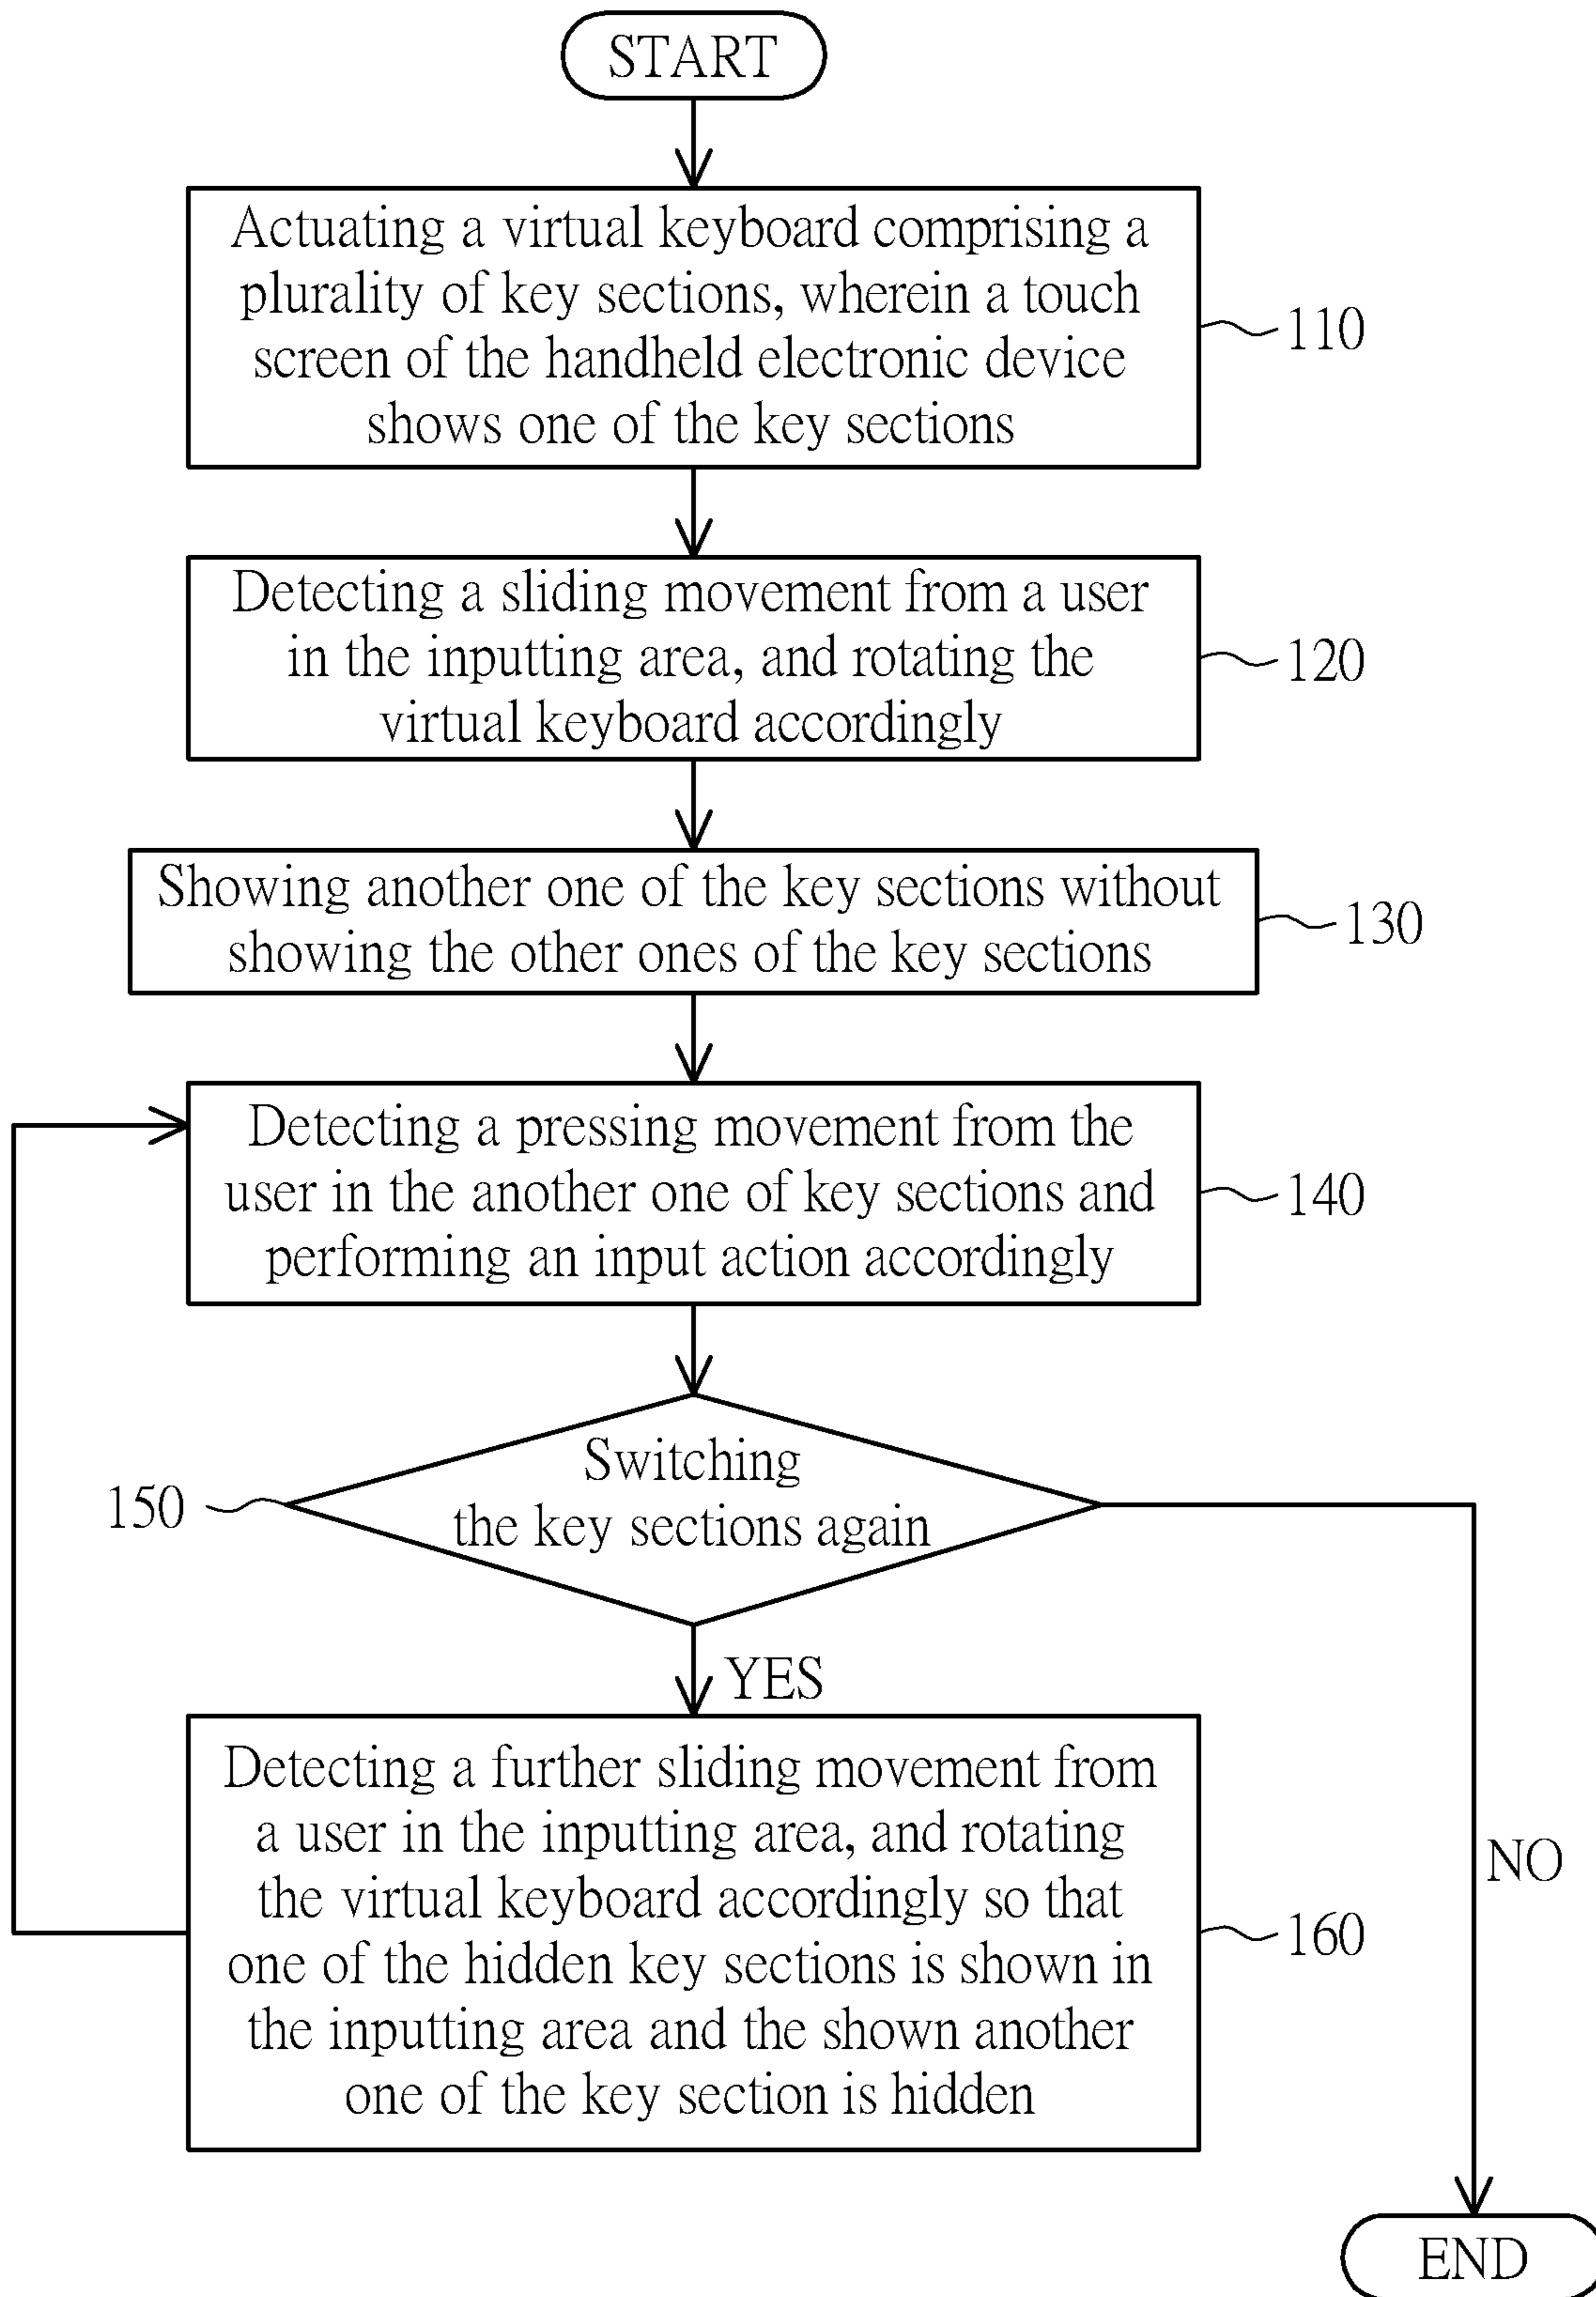 START
Actuating a virtual keyboard comprising a
plurality of key sections, wherein a touch
screen of the handheld electronic device
shows one of the key sections
110
Detecting a sliding movement from a user
in the inputting area, and rotating the
virtual keyboard accordingly
120
Showing another one of the key sections without
showing the other ones of the key sections
130
Detecting a pressing movement from the
user in the another one of key sections and
performing an input action accordingly
140
Switching
the key sections again
150
YES
NO
Detecting a further sliding movement from
a user in the inputting area, and rotating
the virtual keyboard accordingly so that
one of the hidden key sections is shown in
the inputting area and the shown another
one of the key section is hidden
160
END